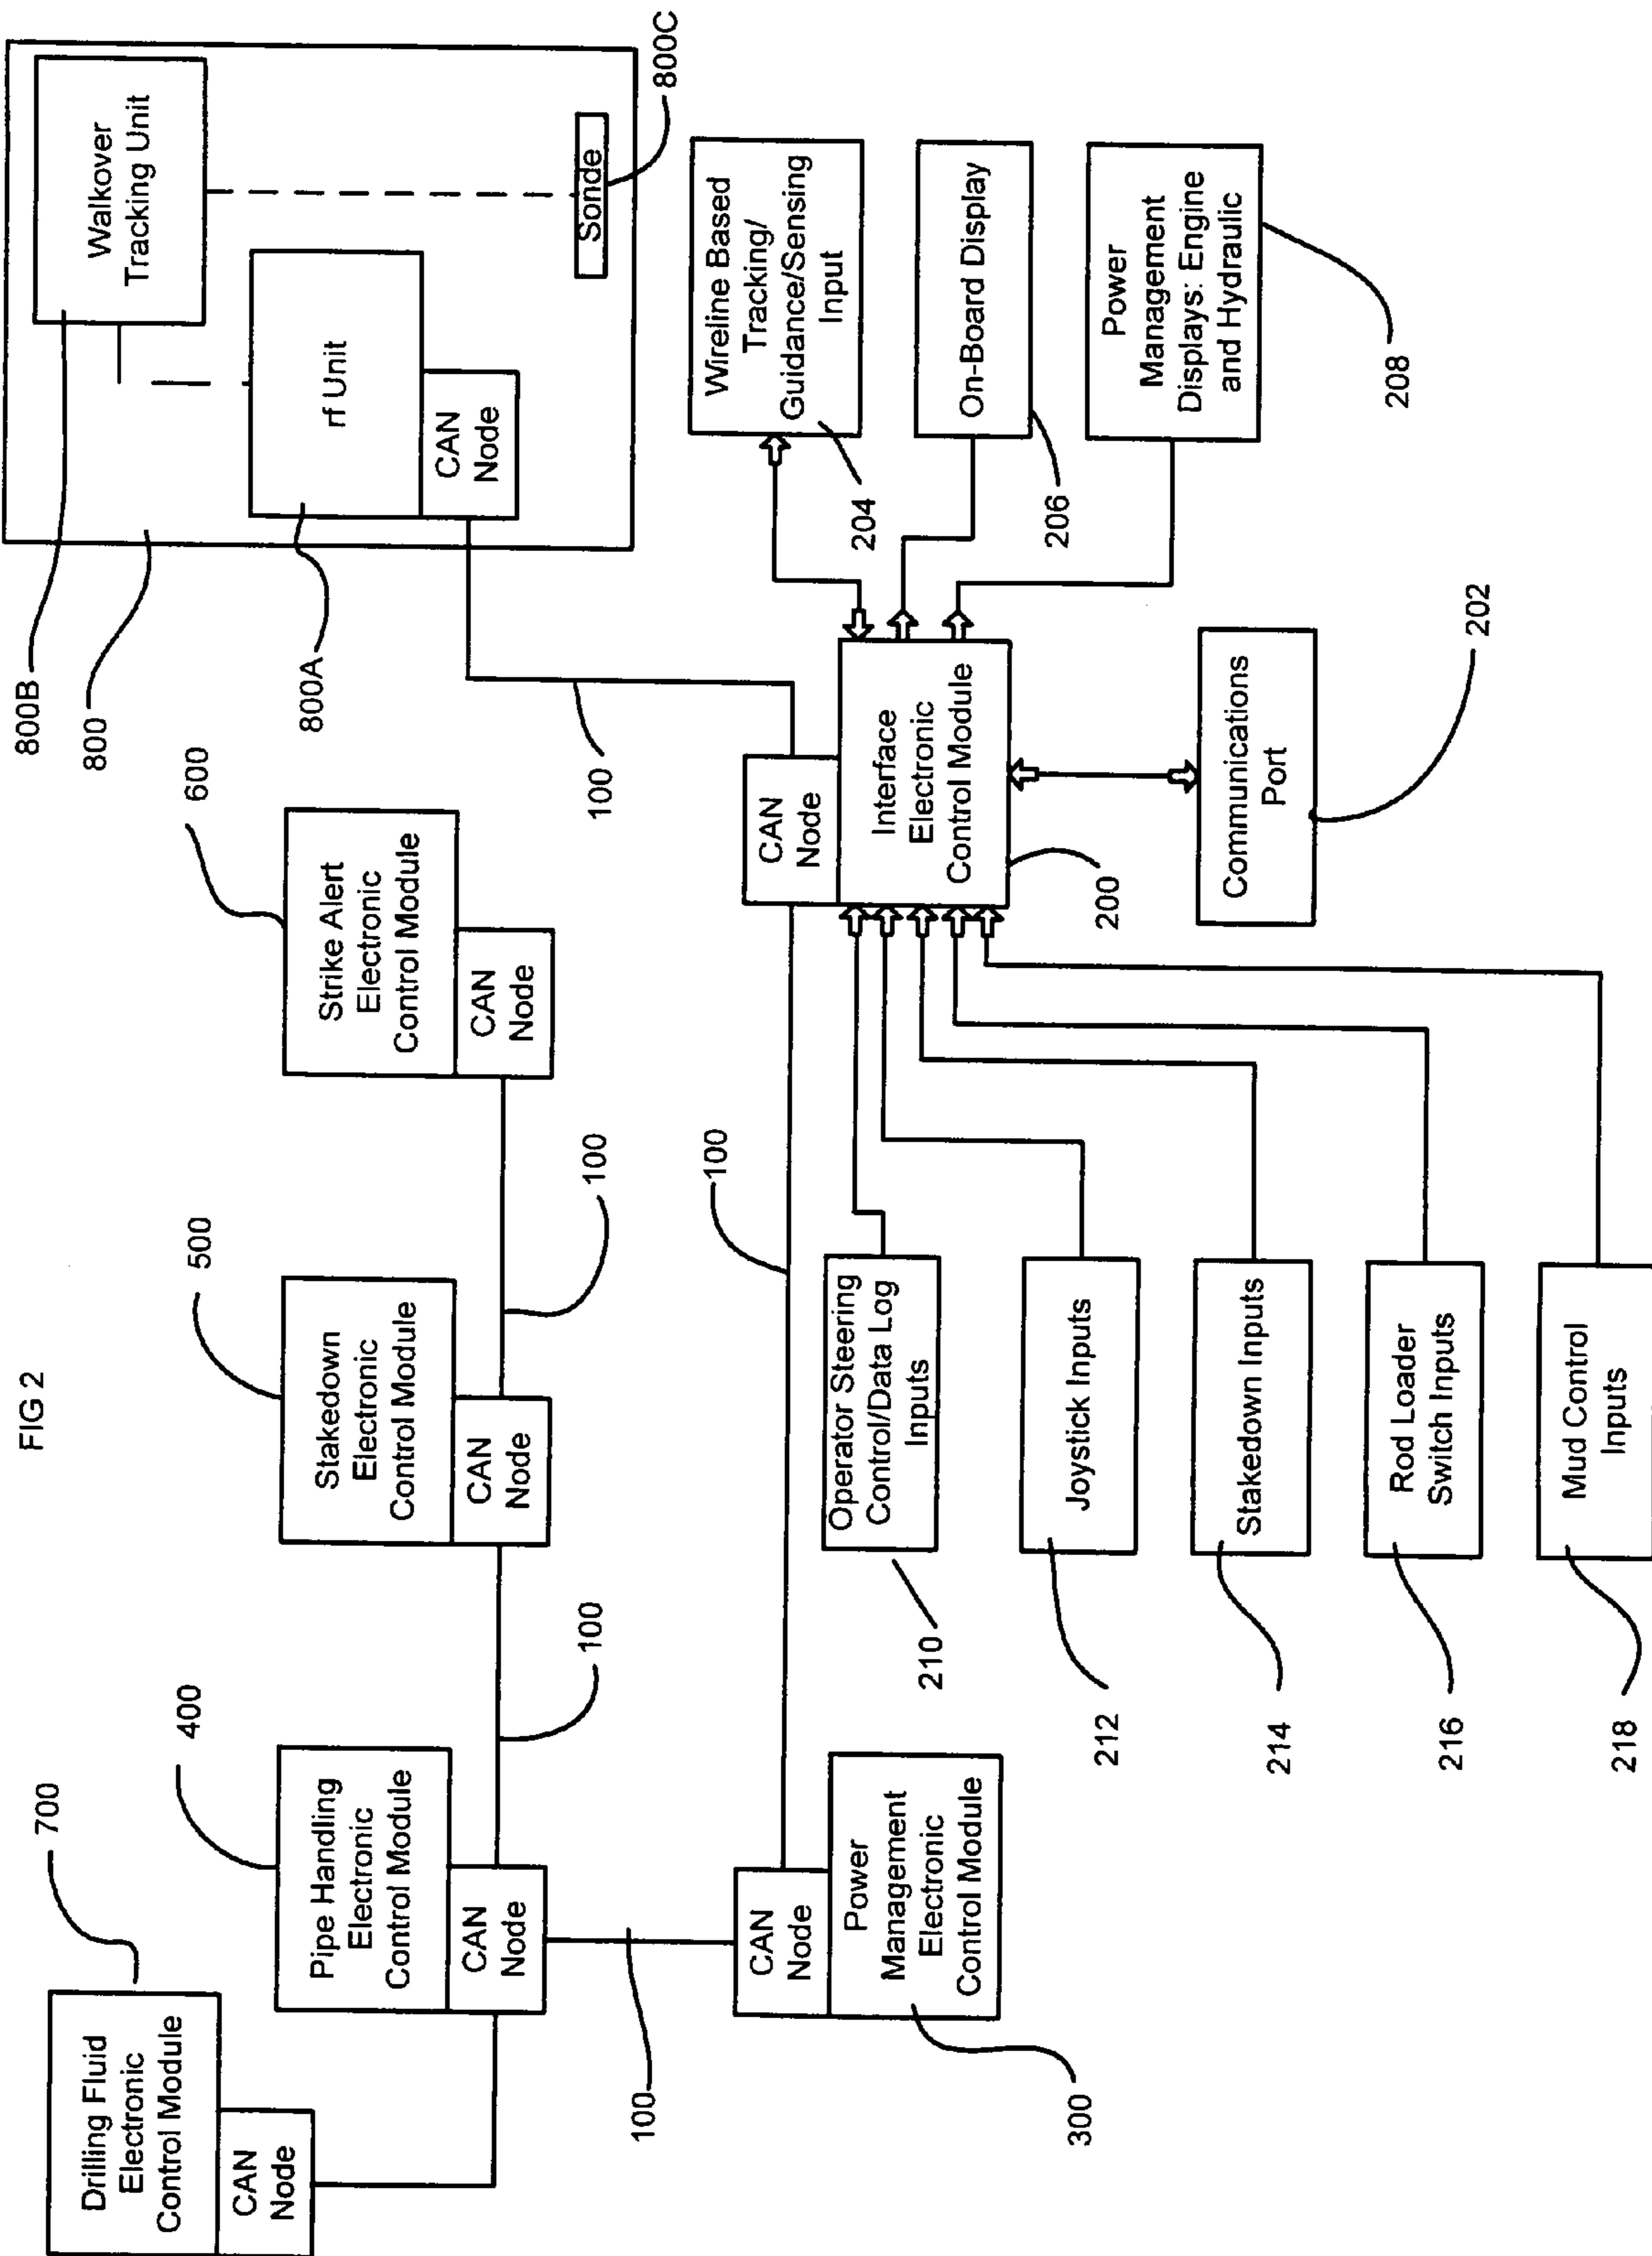 FIG 2
700
Drilling Fluid
Electronic
Control Module
CAN
Node
400
Pipe Handling
Electronic
Control Module
CAN
Node
100
500
Stakedown
Electronic
Control Module
CAN
Node
100
600
Strike Alert
Electronic
Control Module
CAN
Node
800B
800
800A
Walkover
Tracking Unit
rf Unit
CAN
Node
Sonde
800C
100
100
CAN
Node
Power
Management
Electronic
Control Module
300
100
CAN
Node
Interface
Electronic
Control Module
200
Wireline Based
Tracking/
Guidance/Sensing
Input
204
On-Board Display
206
Power
Management
Displays: Engine
and Hydraulic
208
Communications
Port
202
Operator Steering
Control/Data Log
Inputs
210
Joystick Inputs
212
Stakedown Inputs
214
Rod Loader
Switch Inputs
216
Mud Control
Inputs
218